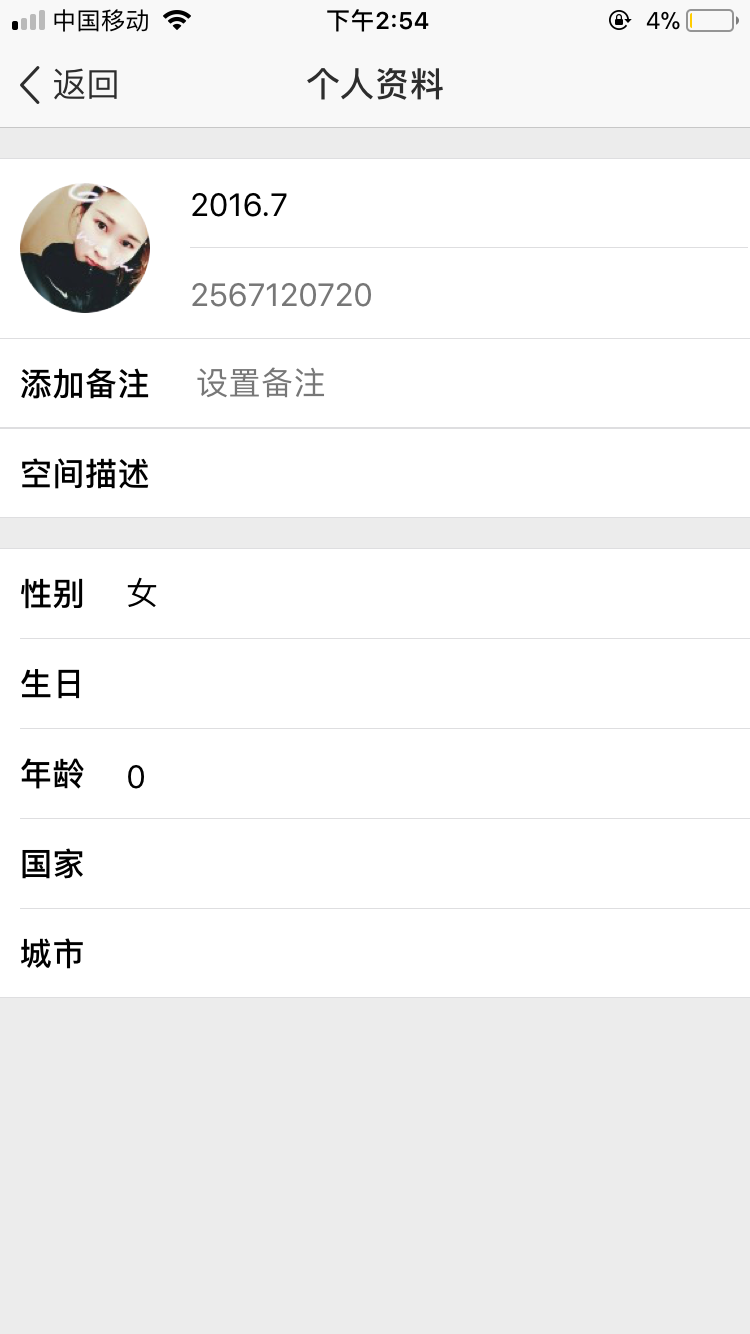 中国移动 下午2:54 4%
返回 个人资料
2016.7
2567120720
添加备注 设置备注
空间描述
性别 女
生日
年龄 0
国家
城市